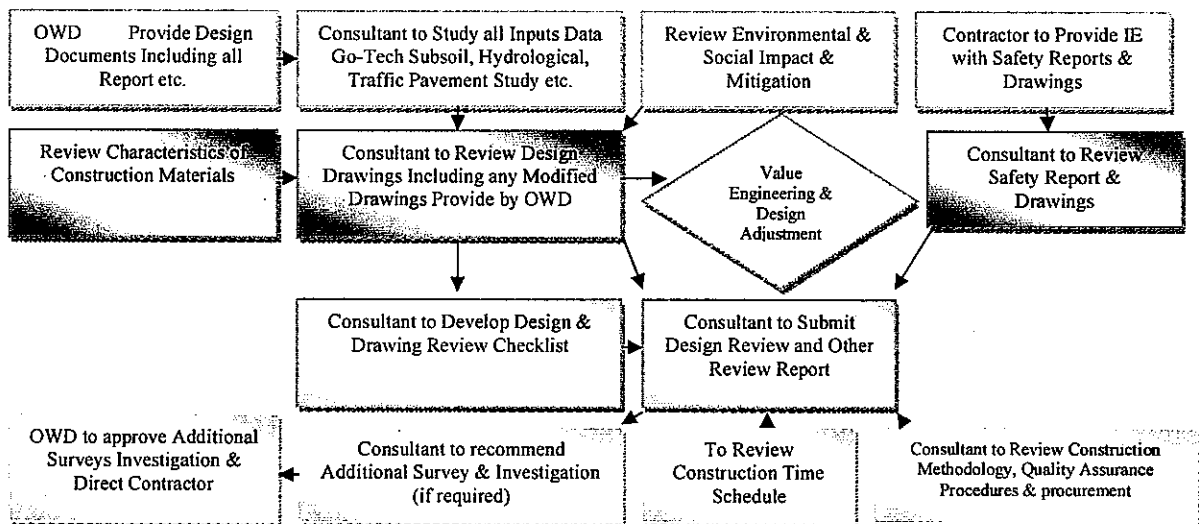 OWD Provide Design
Documents Including all
Report etc.
Consultant to Study all Inputs Data
Go-Tech Subsoil, Hydrological,
Traffic Pavement Study etc.
Review Environmental &
Social Impact &
Mitigation
Contractor to Provide IE
with Safety Reports &
Drawings
Review Characteristics of
Construction Materials
Consultant to Review Design
Drawings Including any Modified
Drawings Provide by OWD
Value
Engineering &
Design
Adjustment
Consultant to Review
Safety Report &
Drawings
Consultant to Develop Design &
Drawing Review Checklist
Consultant to Submit
Design Review and Other
Review Report
OWD to approve Additional
Surveys Investigation &
Direct Contractor
Consultant to recommend
Additional Survey & Investigation
(if required)
To Review
Construction Time
Schedule
Consultant to Review Construction
Methodology, Quality Assurance
Procedures & procurement